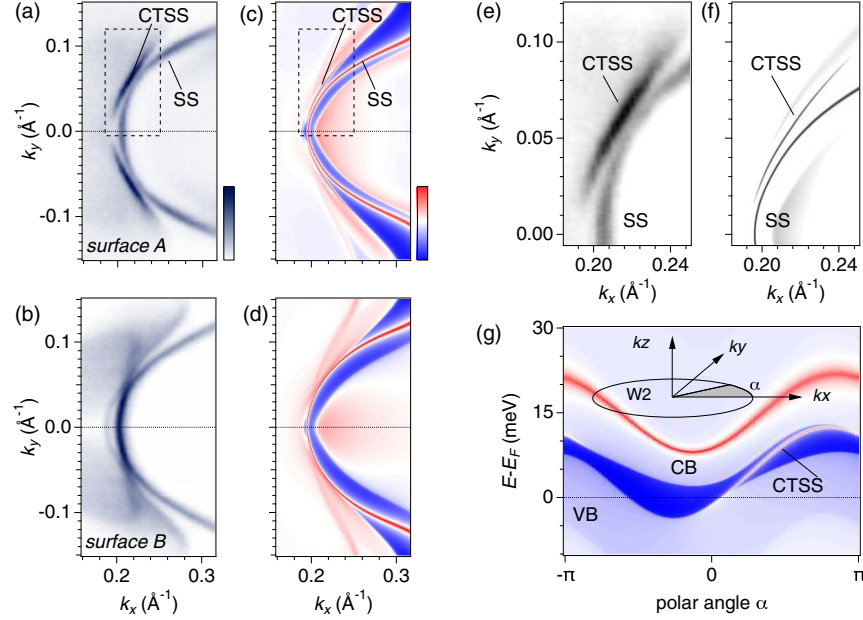 (a)
0.1
0.0
-0.1
k_y (Å⁻¹)
CTSS
SS
surface A
(c)
CTSS
SS
(b)
0.1
0.0
-0.1
k_y (Å⁻¹)
surface B
0.2
0.3
k_x (Å⁻¹)
(d)
0.2
0.3
k_x (Å⁻¹)
(e)
0.10
0.05
0.00
k_y (Å⁻¹)
CTSS
SS
0.20
0.24
k_x (Å⁻¹)
(f)
CTSS
SS
0.20
0.24
k_x (Å⁻¹)
(g)
30
15
0
E-E_F (meV)
kz
ky
kx
α
W2
CB
CTSS
VB
-π
0
π
polar angle α